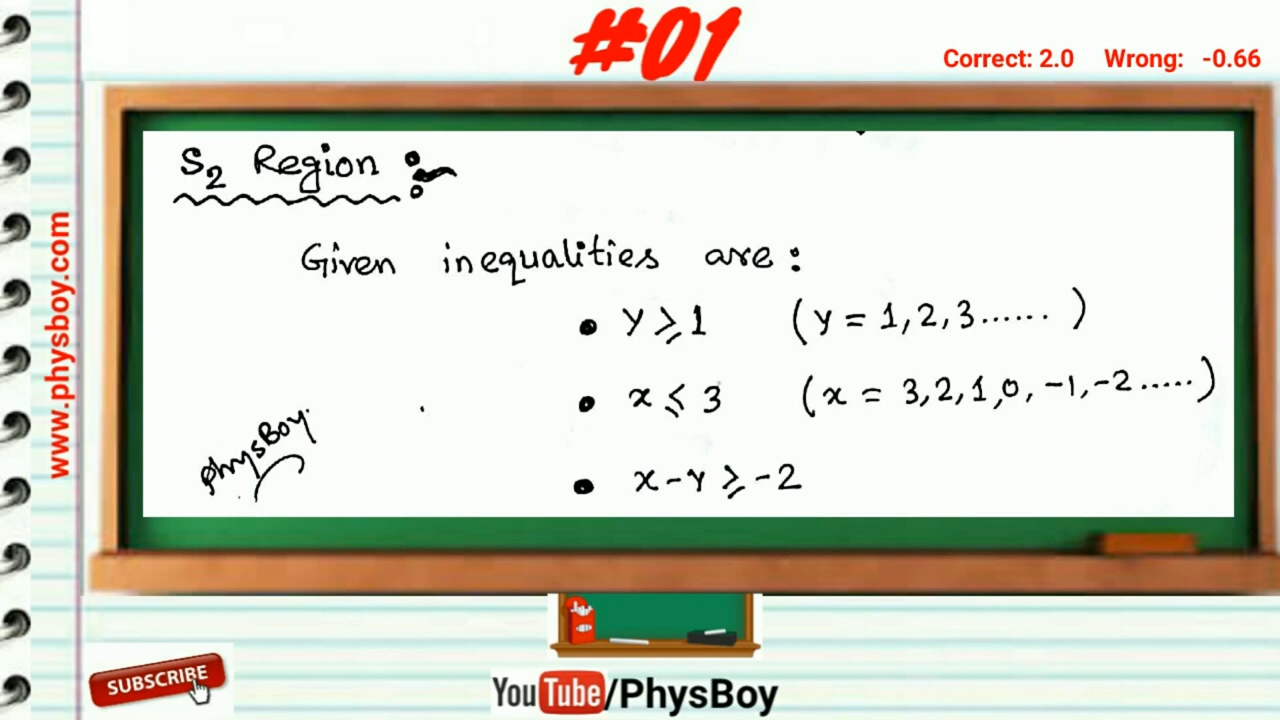 #01
Correct: 2.0 Wrong: -0.66
S₂ Region :-
Given inequalities are :
• y ⩾ 1 (y = 1, 2, 3 ...... )
• x ⩽ 3 (x = 3, 2, 1, 0, -1, -2 ..... )
• x - y ⩾ -2
PhysBoy
www.physboy.com
SUBSCRIBE
YouTube/PhysBoy